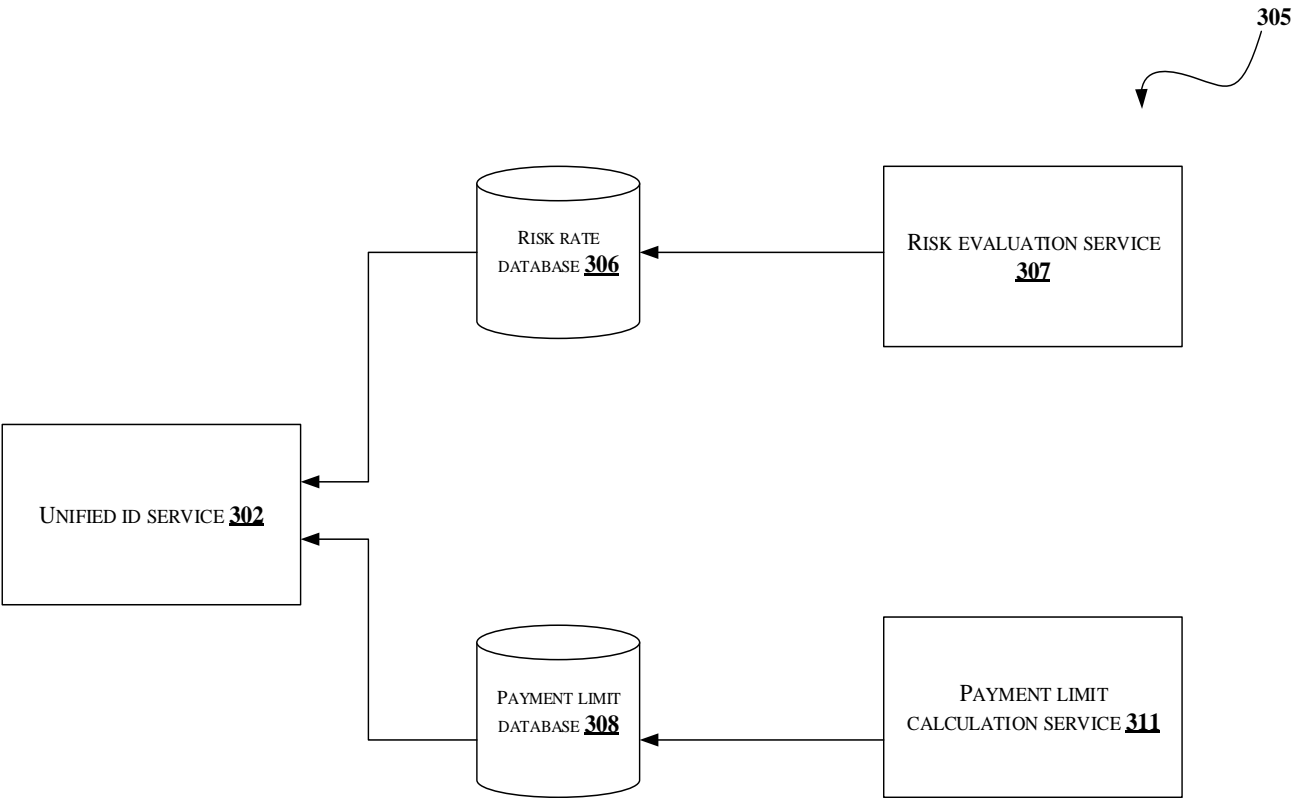 305
RISK RATE
DATABASE 306
RISK EVALUATION SERVICE
307
UNIFIED ID SERVICE 302
PAYMENT LIMIT
DATABASE 308
PAYMENT LIMIT
CALCULATION SERVICE 311